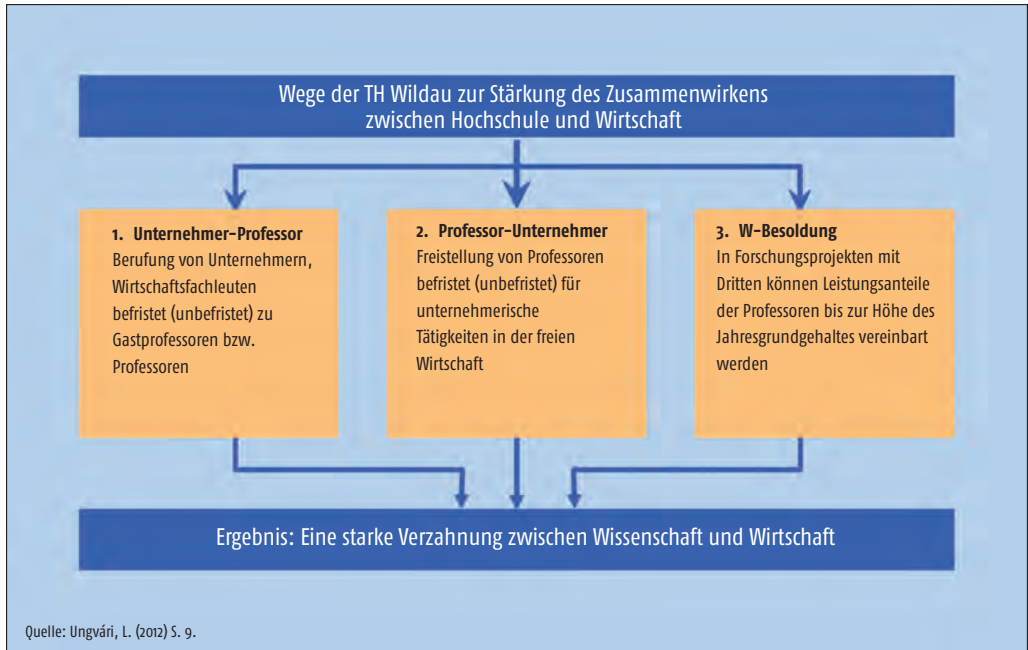 Wege der TH Wildau zur Stärkung des Zusammenwirkens
zwischen Hochschule und Wirtschaft
1. Unternehmer-Professor
Berufung von Unternehmern,
Wirtschaftsfachleuten
befristet (unbefristet) zu
Gastprofessoren bzw.
Professoren
2. Professor-Unternehmer
Freistellung von Professoren
befristet (unbefristet) für
unternehmerische
Tätigkeiten in der freien
Wirtschaft
3. W-Besoldung
In Forschungsprojekten mit
Dritten können Leistungsanteile
der Professoren bis zur Höhe des
Jahresgrundgehaltes vereinbart
werden
Ergebnis: Eine starke Verzahnung zwischen Wissenschaft und Wirtschaft
Quelle: Ungvári, L. (2012) S. 9.